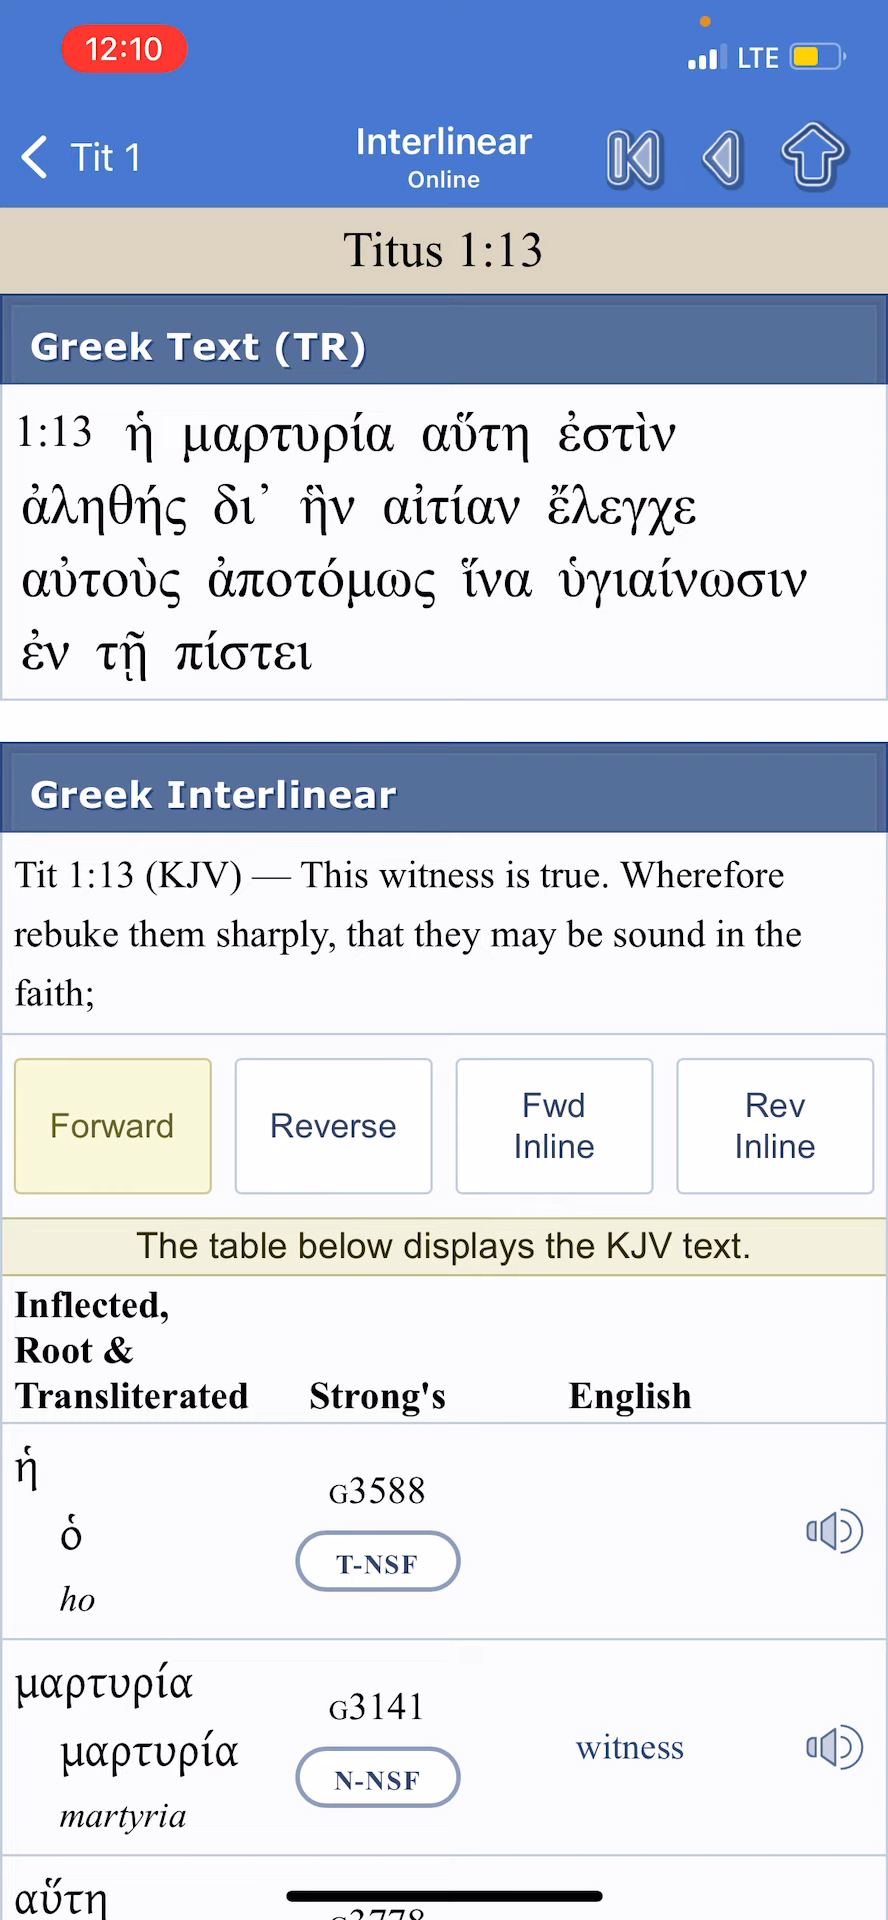 12:10
LTE
Tit 1
Interlinear
Online
Titus 1:13
Greek Text (TR)
1:13 ἡ μαρτυρία αὕτη ἐστὶν
ἀληθής δι᾽ ἣν αἰτίαν ἔλεγχε
αὐτοὺς ἀποτόμως ἵνα ὑγιαίνωσιν
ἐν τῇ πίστει
Greek Interlinear
Tit 1:13 (KJV) — This witness is true. Wherefore
rebuke them sharply, that they may be sound in the
faith;
Forward
Reverse
Fwd
Inline
Rev
Inline
The table below displays the KJV text.
Inflected,
Root &
Transliterated Strong's English
ἡ
G3588
ὁ
T-NSF
ho
μαρτυρία
G3141
μαρτυρία
witness
N-NSF
martyria
αὕτη
G3778